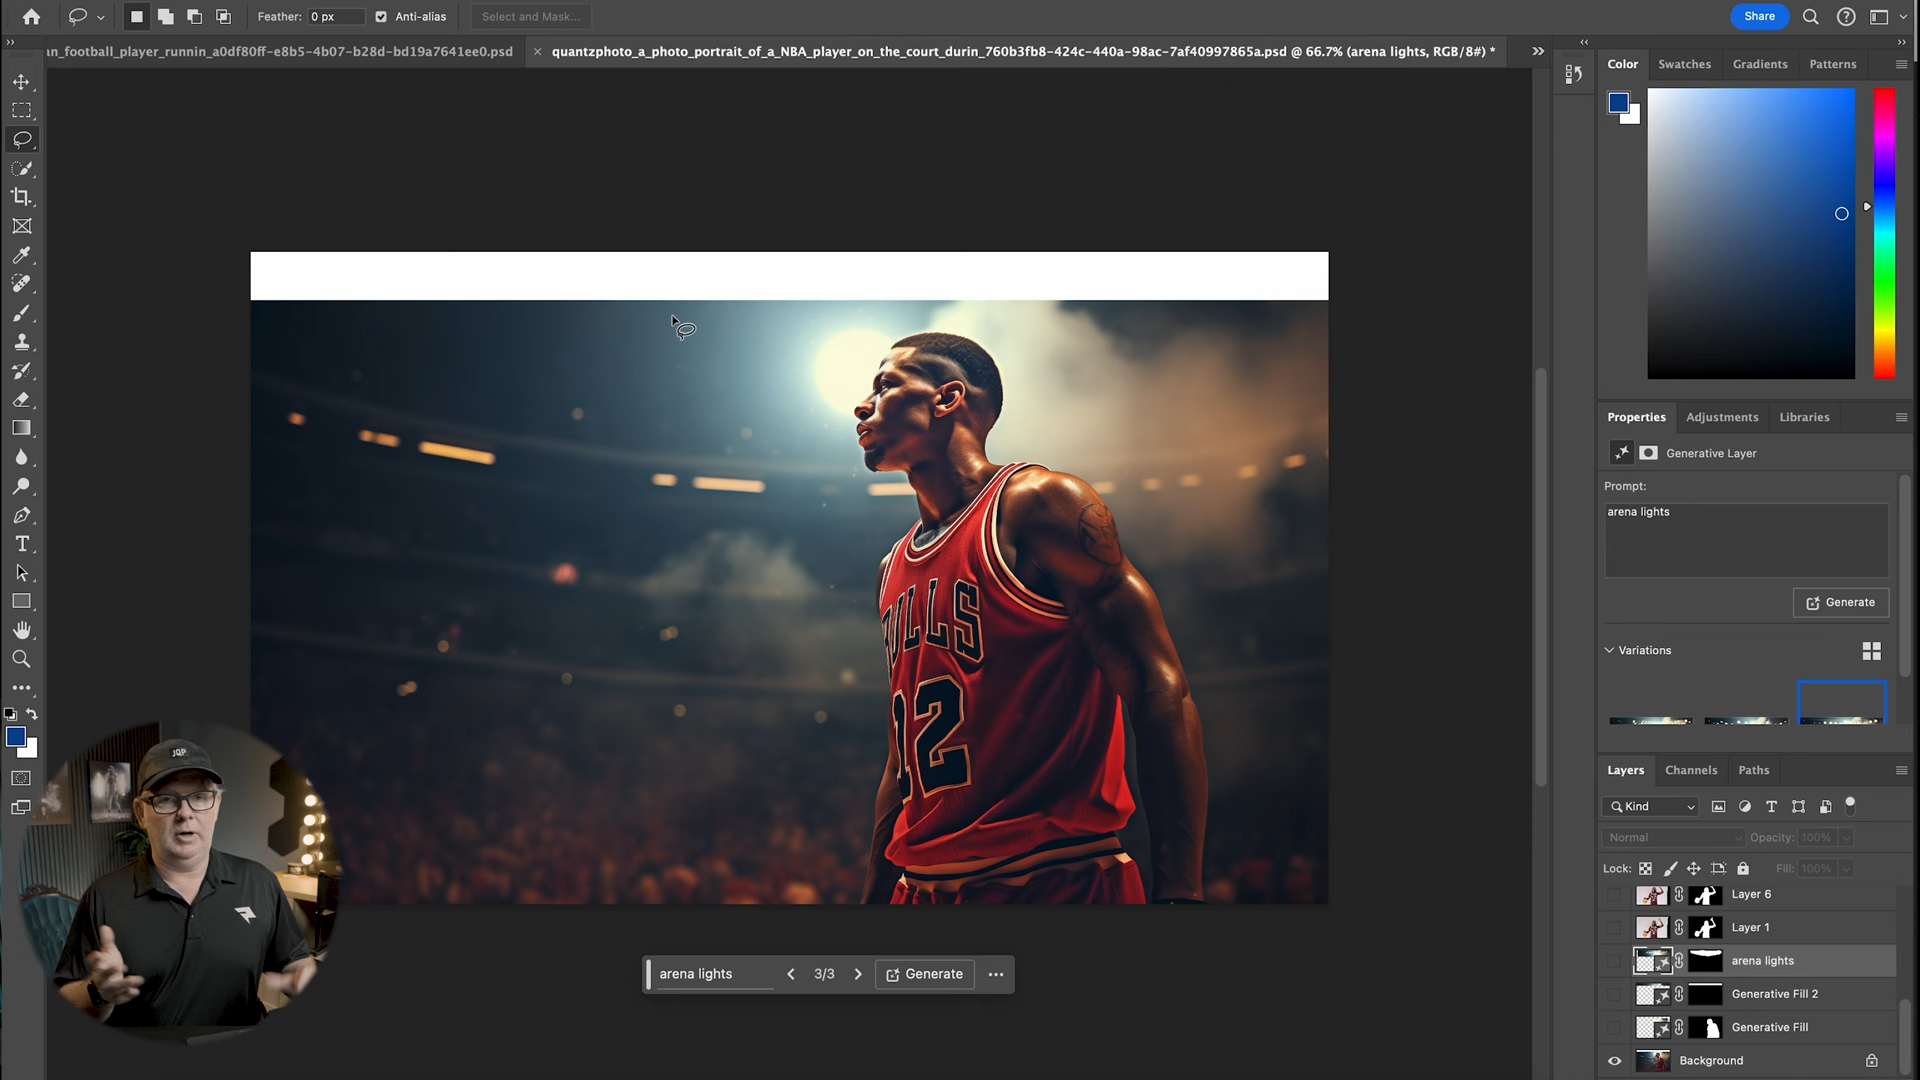 Feather: 0 px Anti-alias Select and Mask... Share
an_football_player_runnin_a0df80ff-e8b5-4b07-b28d-bd19a7641ee0.psd
× quantzphoto_a_photo_portrait_of_a_NBA_player_on_the_court_durin_760b3fb8-424c-440a-98ac-7af40997865a.psd @ 66.7% (arena lights, RGB/8#) *
Color Swatches Gradients Patterns
Properties Adjustments Libraries
Generative Layer
Prompt:
arena lights
Generate
Variations
BULLS
12
JQP
arena lights 3/3 Generate
Layers Channels Paths
Kind
Normal Opacity: 100%
Lock: Fill: 100%
Layer 6
Layer 1
arena lights
Generative Fill 2
Generative Fill
Background